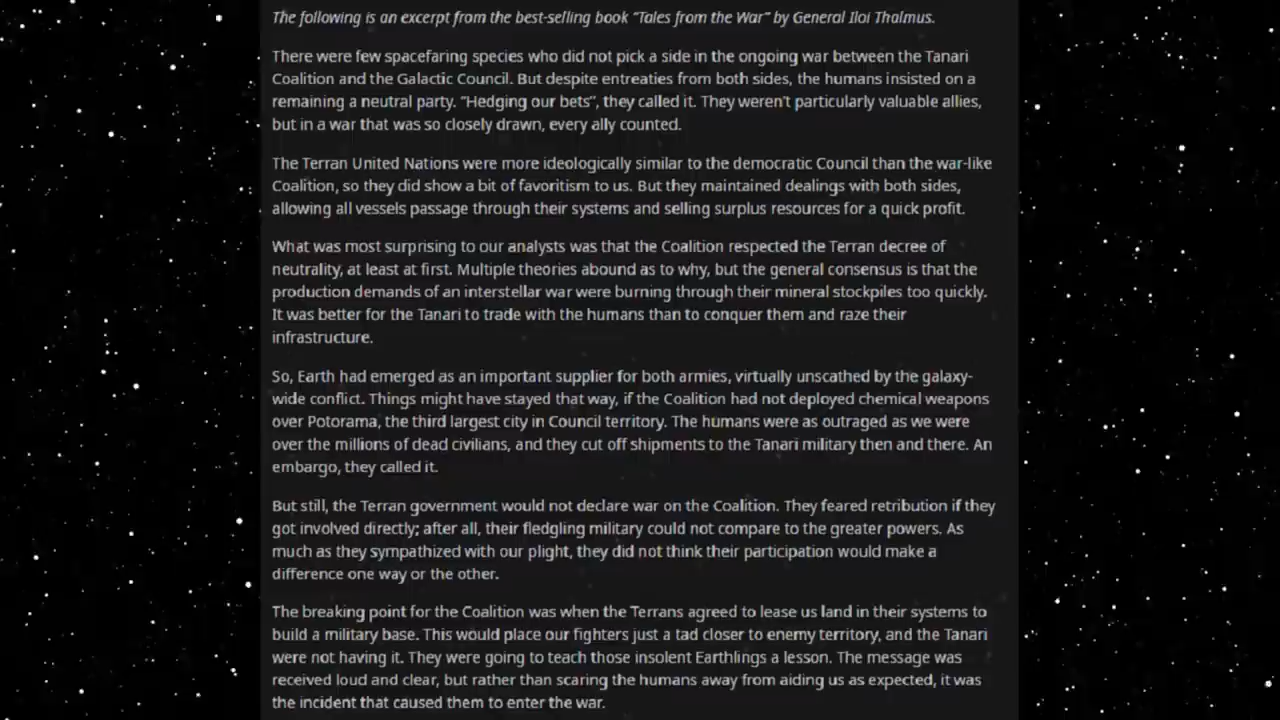 The following is an excerpt from the best-selling book “Tales from the War” by General Iloi Thalmus.
There were few spacefaring species who did not pick a side in the ongoing war between the Tanari
Coalition and the Galactic Council. But despite entreaties from both sides, the humans insisted on a
remaining a neutral party. “Hedging our bets”, they called it. They weren’t particularly valuable allies,
but in a war that was so closely drawn, every ally counted.
The Terran United Nations were more ideologically similar to the democratic Council than the war-like
Coalition, so they did show a bit of favoritism to us. But they maintained dealings with both sides,
allowing all vessels passage through their systems and selling surplus resources for a quick profit.
What was most surprising to our analysts was that the Coalition respected the Terran decree of
neutrality, at least at first. Multiple theories abound as to why, but the general consensus is that the
production demands of an interstellar war were burning through their mineral stockpiles too quickly.
It was better for the Tanari to trade with the humans than to conquer them and raze their
infrastructure.
So, Earth had emerged as an important supplier for both armies, virtually unscathed by the galaxy-
wide conflict. Things might have stayed that way, if the Coalition had not deployed chemical weapons
over Potorama, the third largest city in Council territory. The humans were as outraged as we were
over the millions of dead civilians, and they cut off shipments to the Tanari military then and there. An
embargo, they called it.
But still, the Terran government would not declare war on the Coalition. They feared retribution if they
got involved directly; after all, their fledgling military could not compare to the greater powers. As
much as they sympathized with our plight, they did not think their participation would make a
difference one way or the other.
The breaking point for the Coalition was when the Terrans agreed to lease us land in their systems to
build a military base. This would place our fighters just a tad closer to enemy territory, and the Tanari
were not having it. They were going to teach those insolent Earthlings a lesson. The message was
received loud and clear, but rather than scaring the humans away from aiding us as expected, it was
the incident that caused them to enter the war.